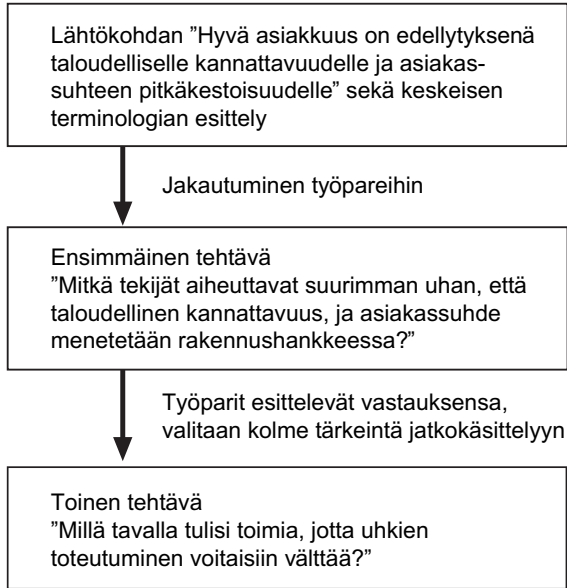 Lähtökohdan ”Hyvä asiakkuus on edellytyksenä
taloudelliselle kannattavuudelle ja asiakas-
suhteen pitkäkestoisuudelle” sekä keskeisen
terminologian esittely
Jakautuminen työpareihin
Ensimmäinen tehtävä
”Mitkä tekijät aiheuttavat suurimman uhan, että
taloudellinen kannattavuus, ja asiakassuhde
menetetään rakennushankkeessa?”
Työparit esittelevät vastauksensa,
valitaan kolme tärkeintä jatkokäsittelyyn
Toinen tehtävä
”Millä tavalla tulisi toimia, jotta uhkien
toteutuminen voitaisiin välttää?”